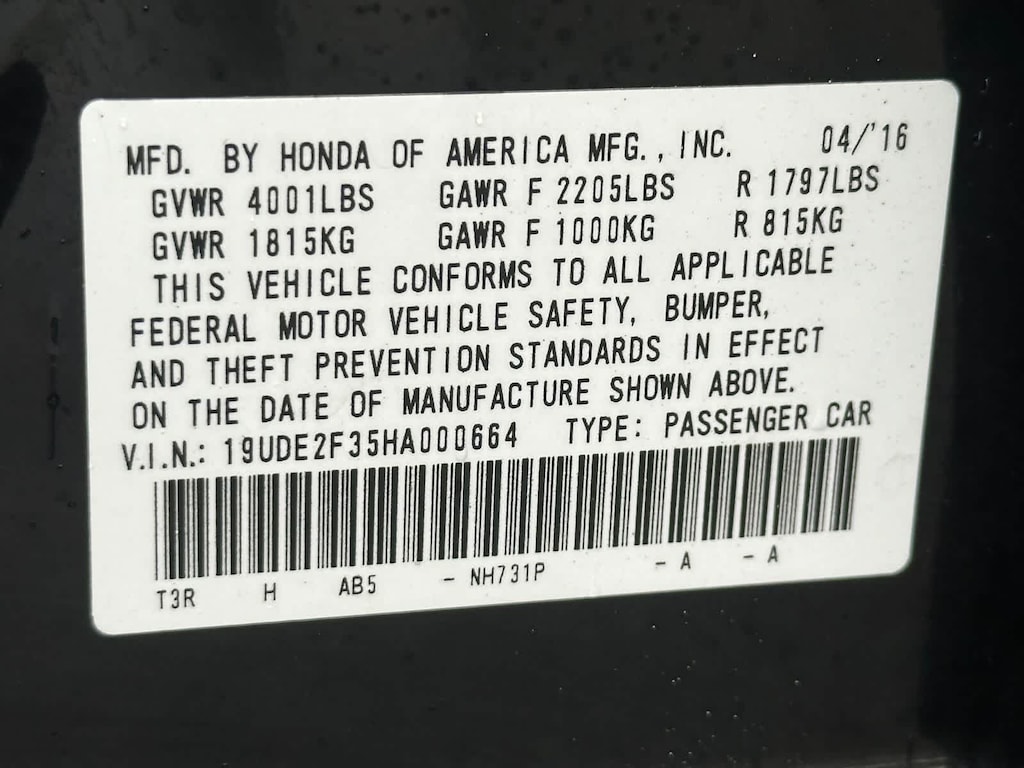 MFD. BY HONDA OF AMERICA MFG., INC. 04/'16
GVWR 4001LBS GAWR F 2205LBS R 1797LBS
GVWR 1815KG GAWR F 1000KG R 815KG
THIS VEHICLE CONFORMS TO ALL APPLICABLE
FEDERAL MOTOR VEHICLE SAFETY, BUMPER,
AND THEFT PREVENTION STANDARDS IN EFFECT
ON THE DATE OF MANUFACTURE SHOWN ABOVE.
V.I.N.: 19UDE2F35HA000664 TYPE: PASSENGER CAR
T3R H AB5 - NH731P - A - A